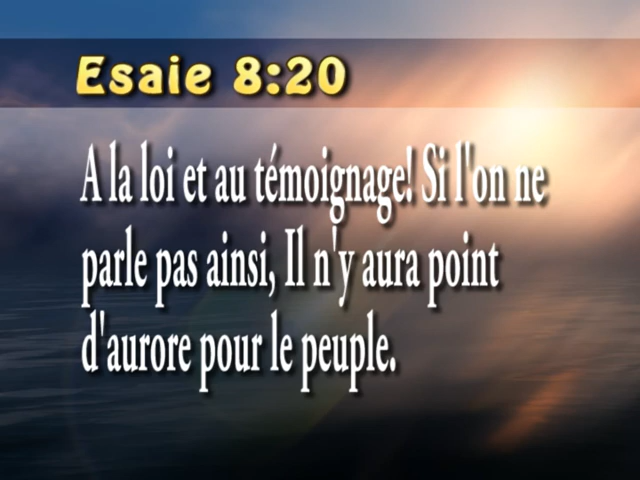 Esaie 8:20
A la loi et au témoignage! Si l'on ne
parle pas ainsi, Il n'y aura point
d'aurore pour le peuple.